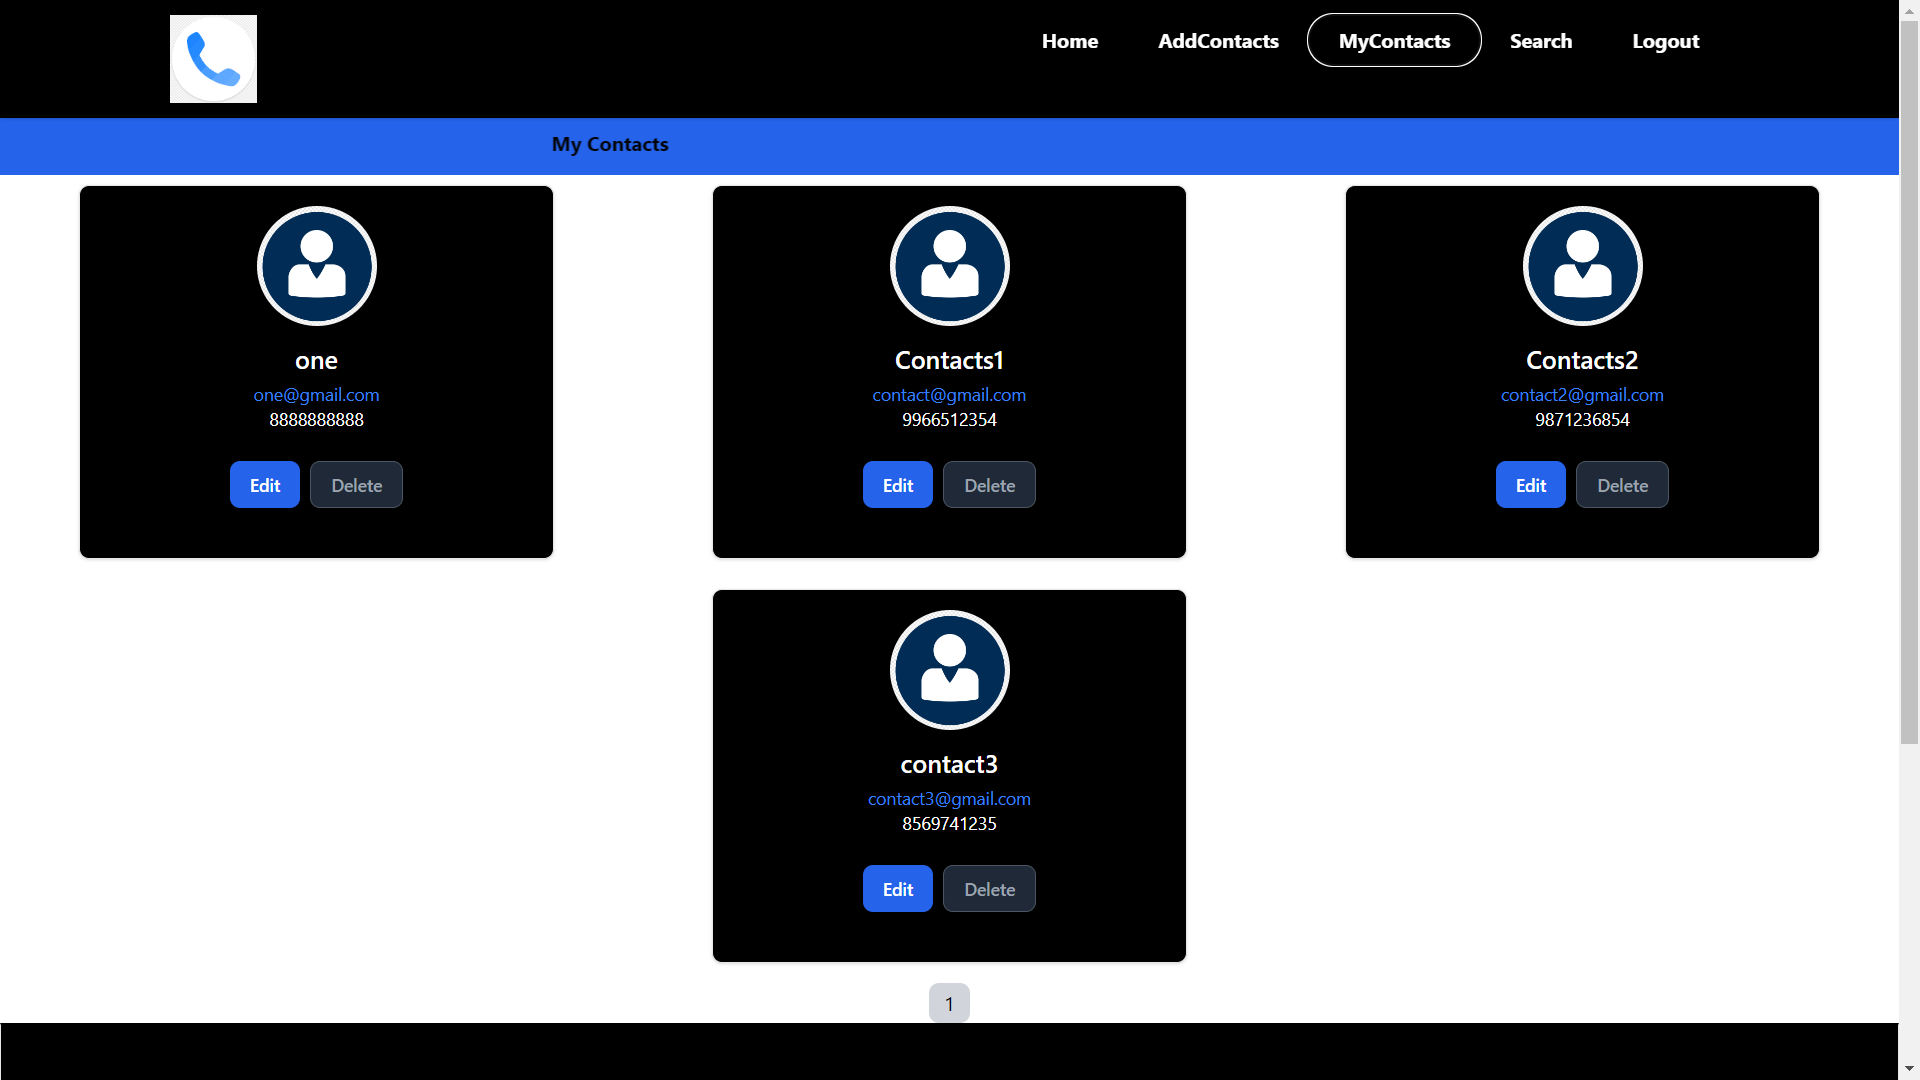 Home AddContacts MyContacts Search Logout
My Contacts
one
one@gmail.com
8888888888
Edit Delete
Contacts1
contact@gmail.com
9966512354
Edit Delete
Contacts2
contact2@gmail.com
9871236854
Edit Delete
contact3
contact3@gmail.com
8569741235
Edit Delete
1